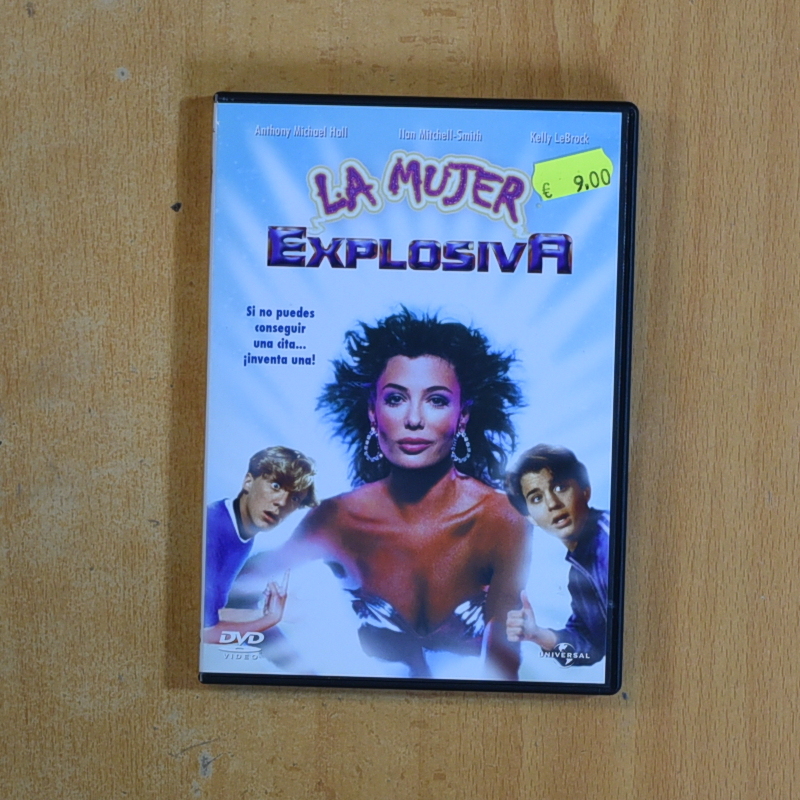 Anthony Michael Hall Ilan Mitchell-Smith Kelly LeBrock
LA MUJER
€ 9.00
EXPLOSIVA
Si no puedes
conseguir
una cita...
¡inventa una!
DVD
VIDEO
UNIVERSAL